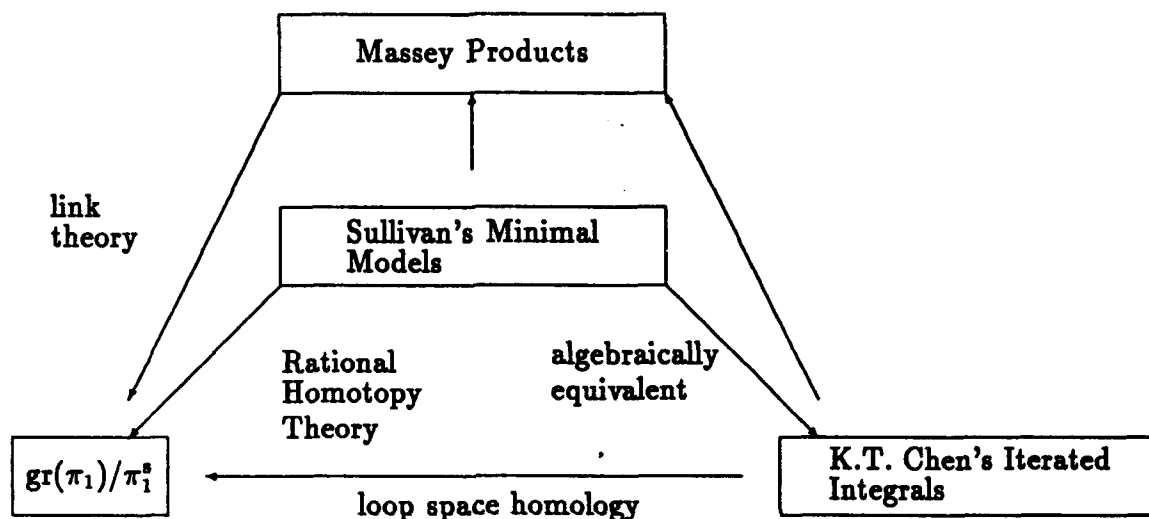 Massey Products
link
theory
Sullivan's Minimal
Models
Rational
Homotopy
Theory
algebraically
equivalent
gr(π₁)/π₁ˢ
K.T. Chen's Iterated
Integrals
loop space homology